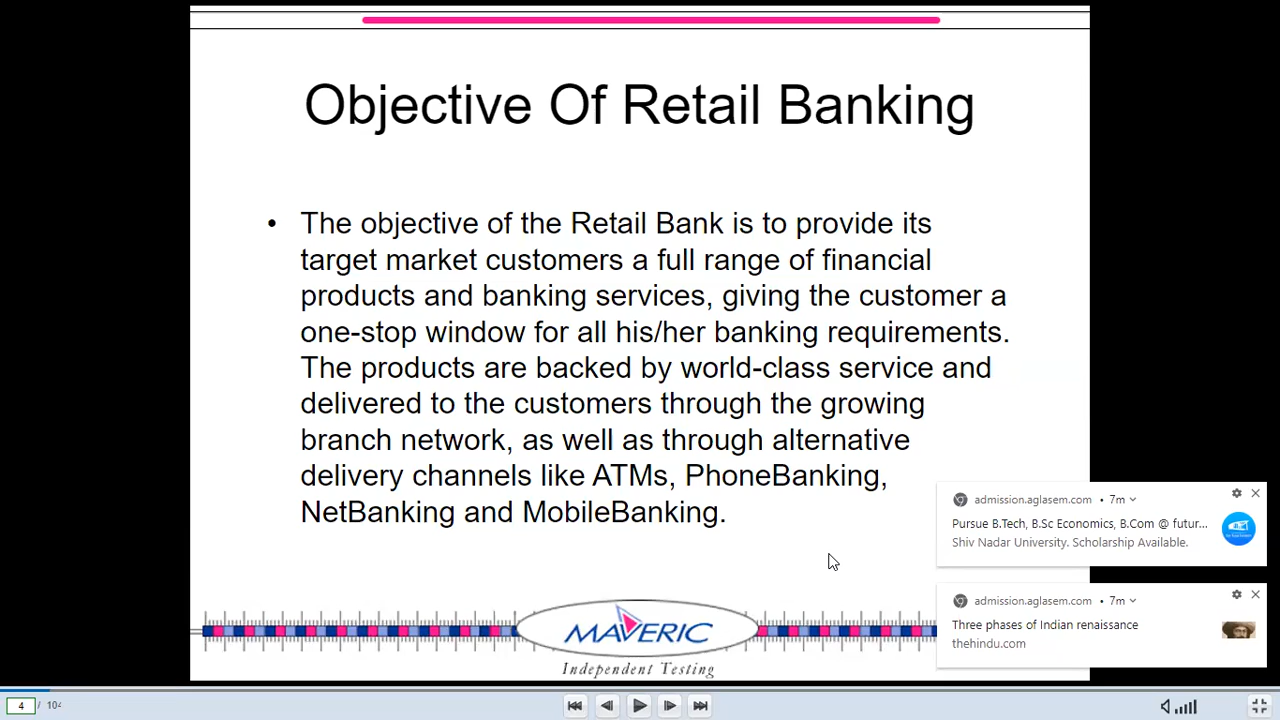 Objective Of Retail Banking
• The objective of the Retail Bank is to provide its
target market customers a full range of financial
products and banking services, giving the customer a
one-stop window for all his/her banking requirements.
The products are backed by world-class service and
delivered to the customers through the growing
branch network, as well as through alternative
delivery channels like ATMs, PhoneBanking,
NetBanking and MobileBanking.
admission.aglasem.com • 7m
Pursue B.Tech, B.Sc Economics, B.Com @ futur...
Shiv Nadar University. Scholarship Available.
admission.aglasem.com • 7m
Three phases of Indian renaissance
thehindu.com
MAVERIC
Independent Testing
4 / 104